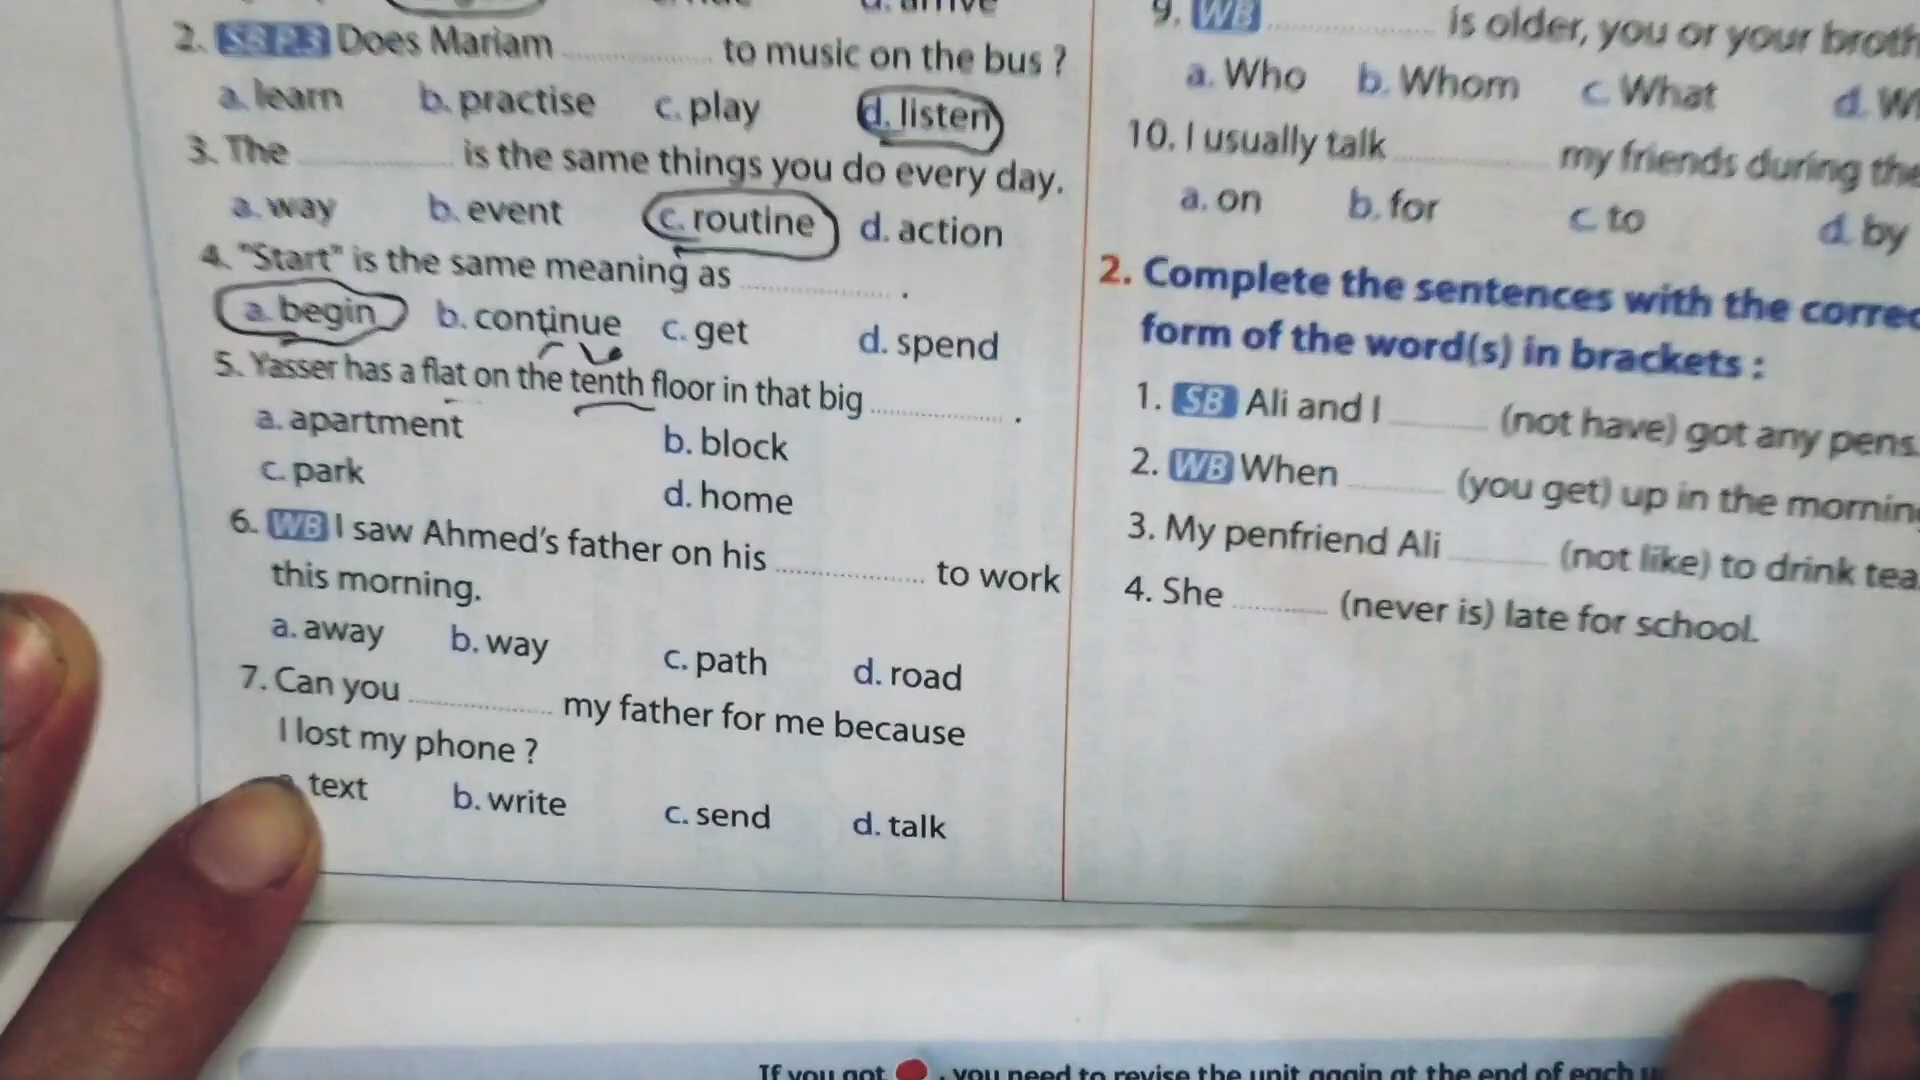 d. arrive
2. SB P.3 Does Mariam .................. to music on the bus ?
a. learn b. practise c. play d. listen
3. The .................. is the same things you do every day.
a. way b. event c. routine d. action
4. "Start" is the same meaning as .................. .
a. begin b. continue c. get d. spend
5. Yasser has a flat on the tenth floor in that big .................. .
a. apartment b. block
c. park d. home
6. WB I saw Ahmed's father on his .................. to work
this morning.
a. away b. way c. path d. road
7. Can you .................. my father for me because
I lost my phone ?
text b. write c. send d. talk
9. WB .................. is older, you or your
a. Who b. Whom c. What d.
10. I usually talk .................. my friends during
a. on b. for c. to d. by
2. Complete the sentences with the
form of the word(s) in brackets :
1. SB Ali and I .......... (not have) got any pens.
2. WB When .......... (you get) up in the
3. My penfriend Ali .......... (not like) to drink tea
4. She .......... (never is) late for school.
If you got , you need to revise the unit again at the end of each